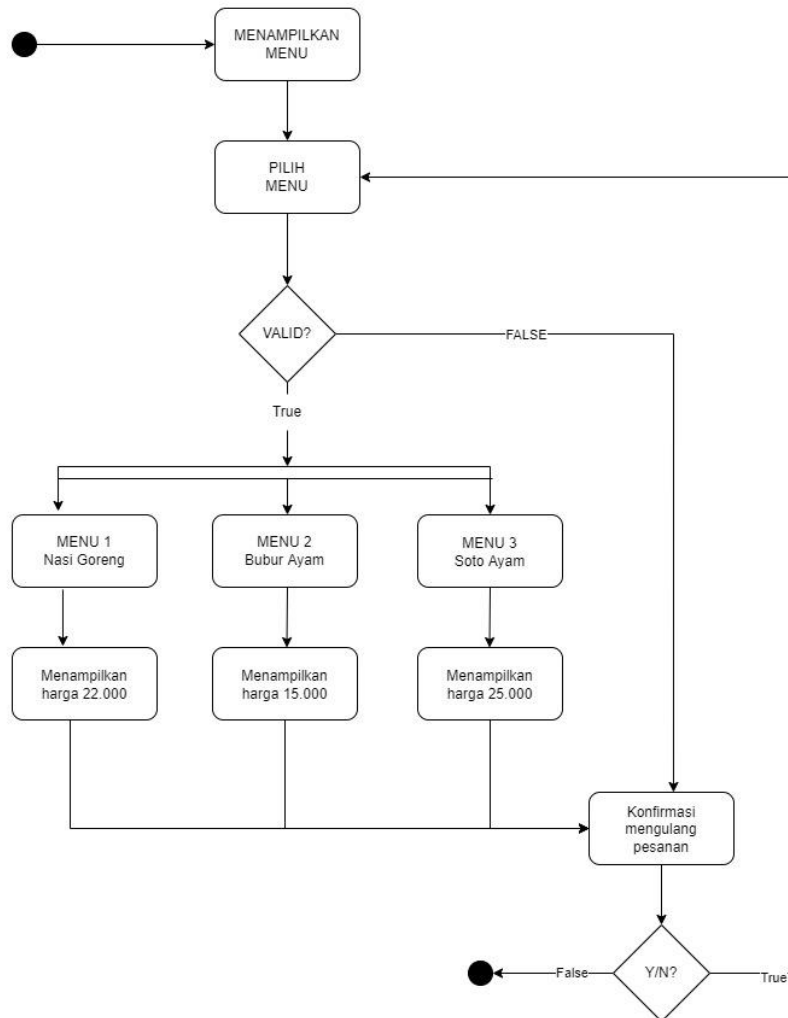 MENAMPILKAN
MENU
PILIH
MENU
VALID?
FALSE
True
MENU 1
Nasi Goreng
MENU 2
Bubur Ayam
MENU 3
Soto Ayam
Menampilkan
harga 22.000
Menampilkan
harga 15.000
Menampilkan
harga 25.000
Konfirmasi
mengulang
pesanan
False
Y/N?
True